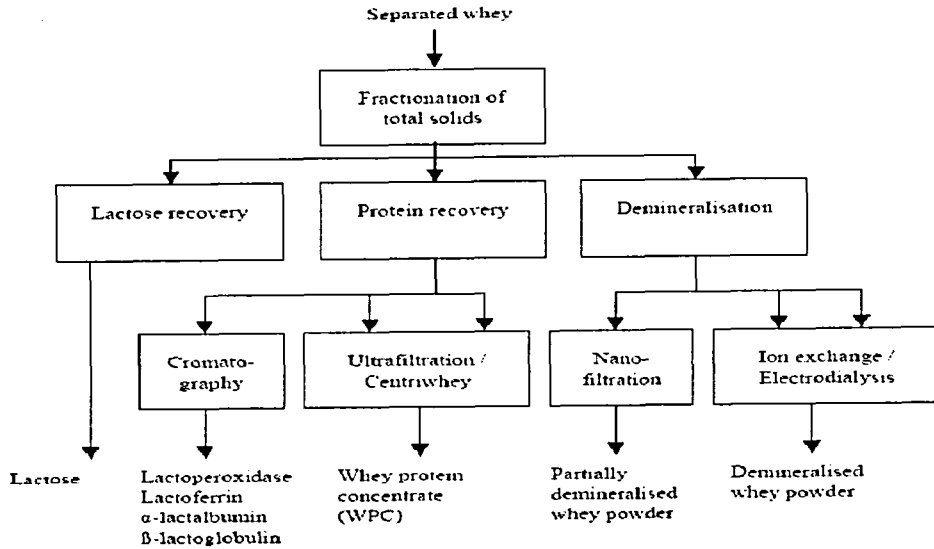 Separated whey
Fractionation of
total solids
Lactose recovery
Protein recovery
Demineralisation
Cromato-
graphy
Ultrafiltration /
Centriwhey
Nano-
filtration
Ion exchange /
Electrodialysis
Lactose
Lactoperoxidase
Lactoferrin
α-lactalbumin
ß-lactoglobulin
Whey protein
concentrate
(WPC)
Partially
demineralised
whey powder
Demineralised
whey powder